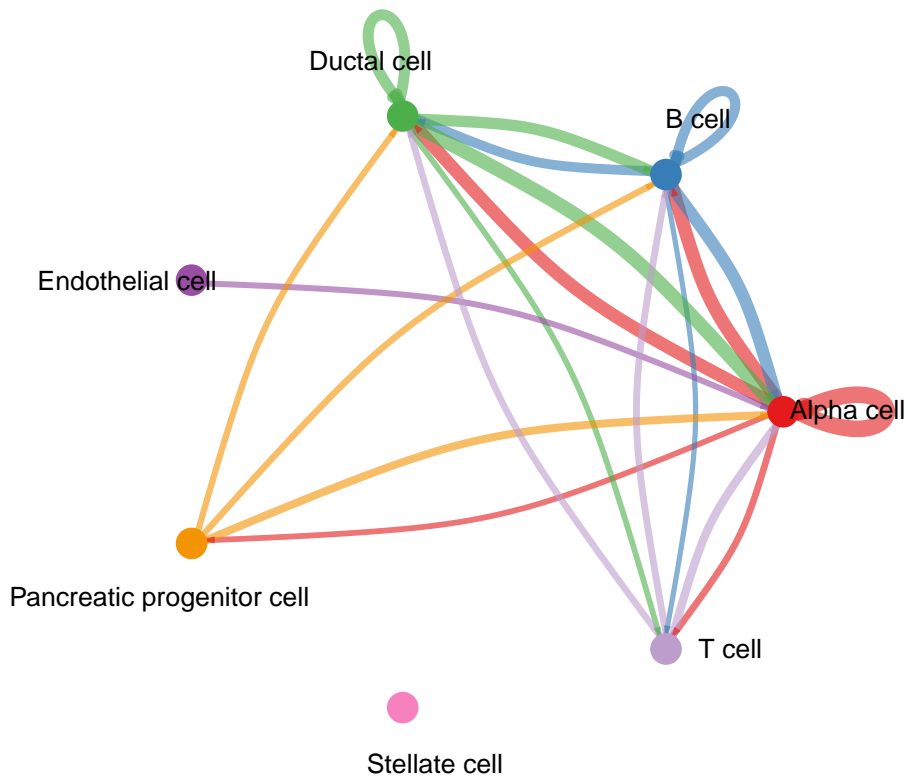 Ductal cell
B cell
Endothelial cell
Alpha cell
Pancreatic progenitor cell
T cell
Stellate cell